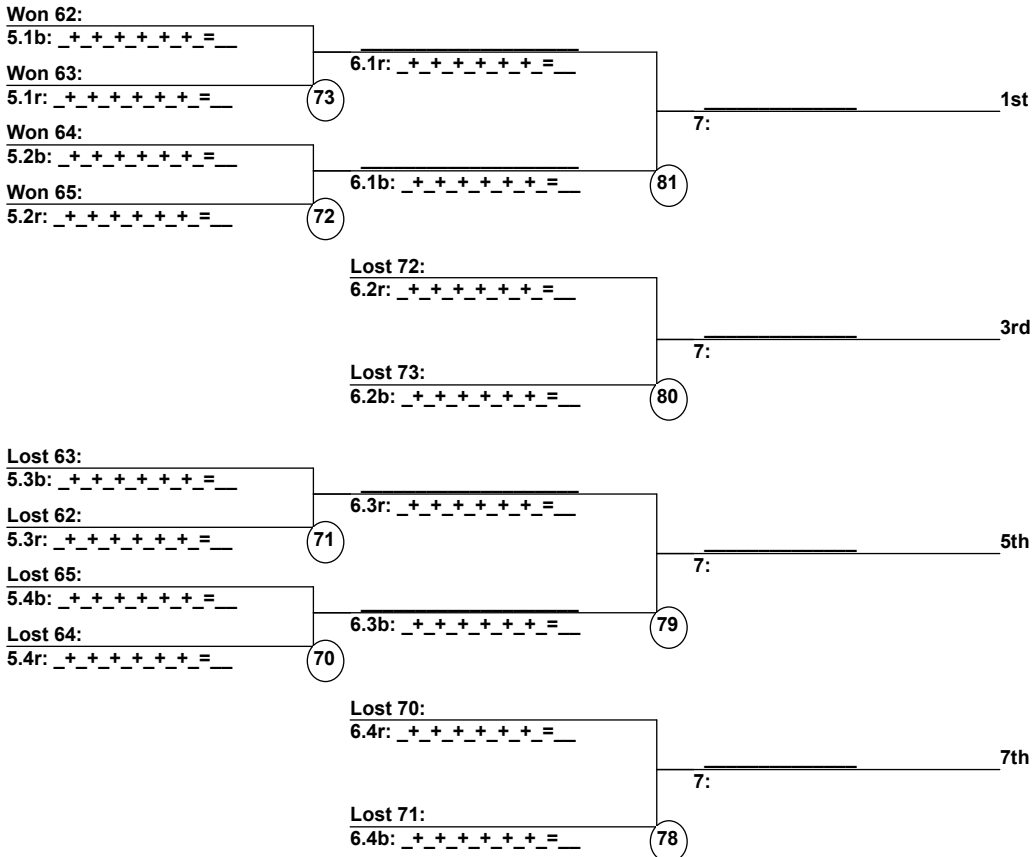 Won 62:
5.1b: _+_+_+_+_+_=__
Won 63:
5.1r: _+_+_+_+_+_=__
73
Won 64:
5.2b: _+_+_+_+_+_=__
Won 65:
5.2r: _+_+_+_+_+_=__
72
6.1r: _+_+_+_+_+_=__
6.1b: _+_+_+_+_+_=__
81
7:
1st
Lost 72:
6.2r: _+_+_+_+_+_=__
Lost 73:
6.2b: _+_+_+_+_+_=__
80
7:
3rd
Lost 63:
5.3b: _+_+_+_+_+_=__
Lost 62:
5.3r: _+_+_+_+_+_=__
71
Lost 65:
5.4b: _+_+_+_+_+_=__
Lost 64:
5.4r: _+_+_+_+_+_=__
70
6.3r: _+_+_+_+_+_=__
6.3b: _+_+_+_+_+_=__
79
7:
5th
Lost 70:
6.4r: _+_+_+_+_+_=__
Lost 71:
6.4b: _+_+_+_+_+_=__
78
7:
7th